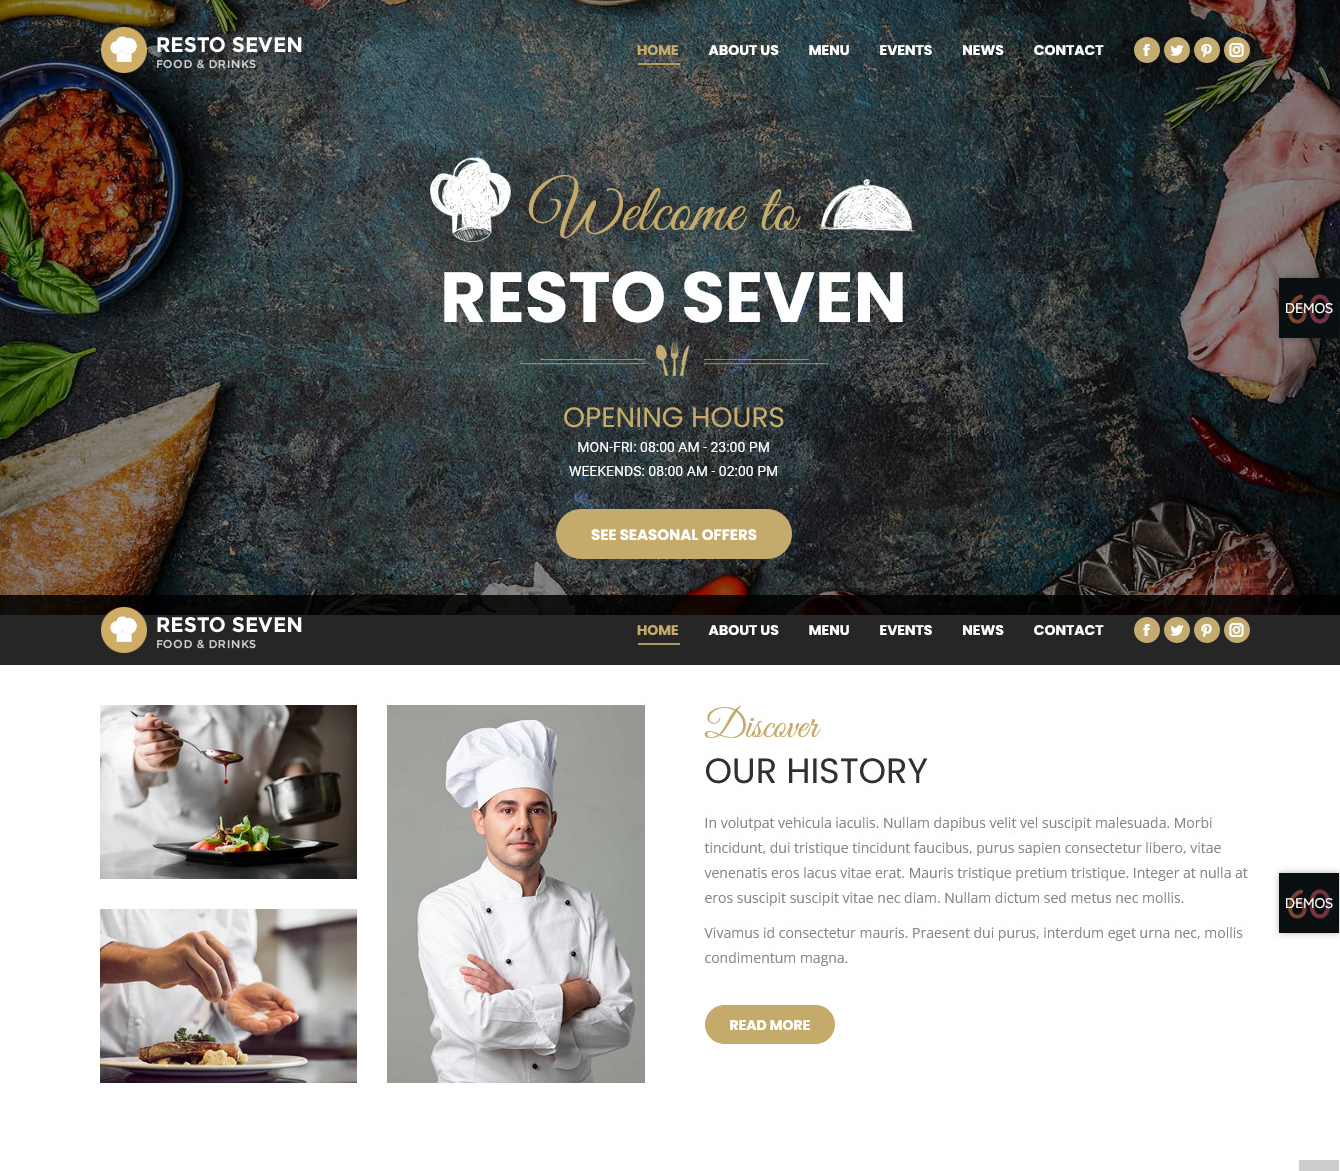 RESTO SEVEN
FOOD & DRINKS
HOME ABOUT US MENU EVENTS NEWS CONTACT
Welcome to
RESTO SEVEN
DEMOS
OPENING HOURS
MON-FRI: 08:00 AM - 23:00 PM
WEEKENDS: 08:00 AM - 02:00 PM
SEE SEASONAL OFFERS
RESTO SEVEN
FOOD & DRINKS
HOME ABOUT US MENU EVENTS NEWS CONTACT
Discover
OUR HISTORY
In volutpat vehicula iaculis. Nullam dapibus velit vel suscipit malesuada. Morbi
tincidunt, dui tristique tincidunt faucibus, purus sapien consectetur libero, vitae
venenatis eros lacus vitae erat. Mauris tristique pretium tristique. Integer at nulla at
eros suscipit suscipit vitae nec diam. Nullam dictum sed metus nec mollis.
60 DEMOS
Vivamus id consectetur mauris. Praesent dui purus, interdum eget urna nec, mollis
condimentum magna.
READ MORE